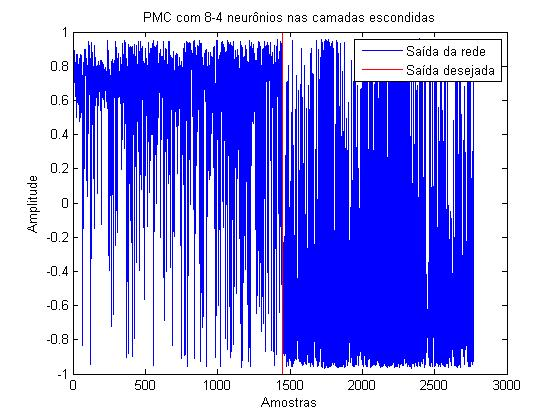 PMC com 8-4 neurônios nas camadas escondidas
Saída da rede
Saída desejada
1
0.8
0.6
0.4
0.2
0
-0.2
-0.4
-0.6
-0.8
-1
Amplitude
0 500 1000 1500 2000 2500 3000
Amostras